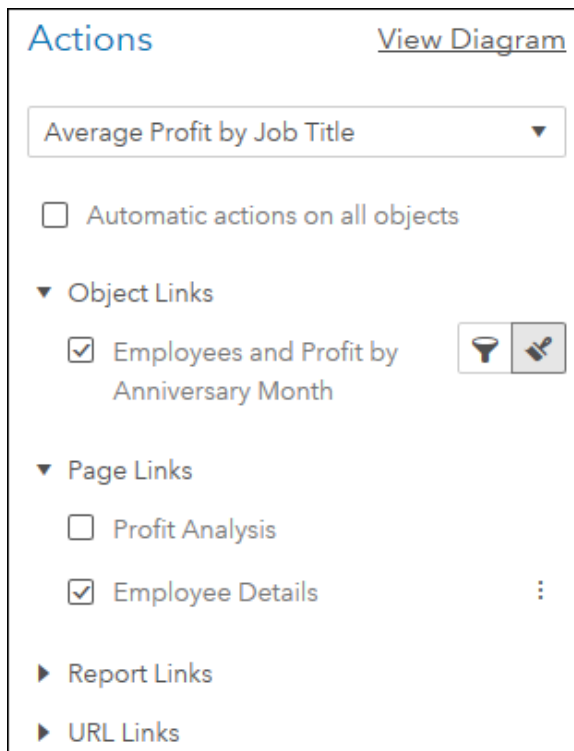 Actions
View Diagram
Average Profit by Job Title
Automatic actions on all objects
Object Links
Employees and Profit by
Anniversary Month
Page Links
Profit Analysis
Employee Details
Report Links
URL Links